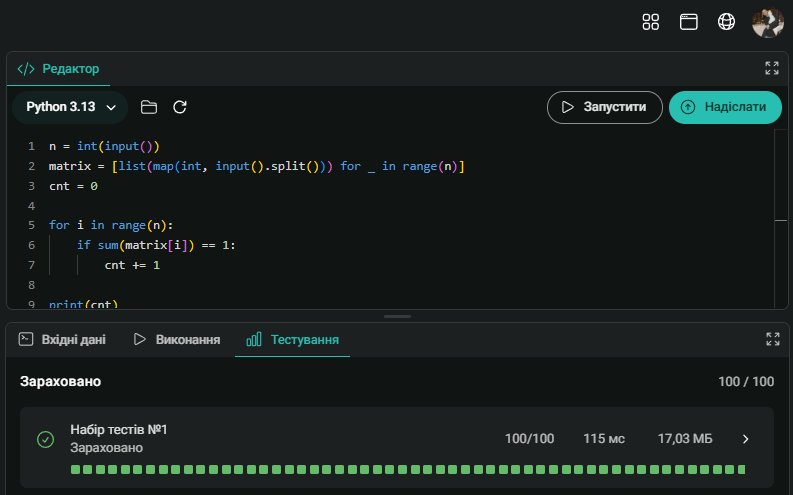 </> Редактор
Python 3.13
Запустити
Надіслати
1 n = int(input())
2 matrix = [list(map(int, input().split())) for _ in range(n)]
3 cnt = 0
4
5 for i in range(n):
6     if sum(matrix[i]) == 1:
7         cnt += 1
8
9 print(cnt)
Вхідні дані
Виконання
Тестування
Зараховано
100 / 100
Набір тестів №1
Зараховано
100/100
115 мс
17,03 МБ